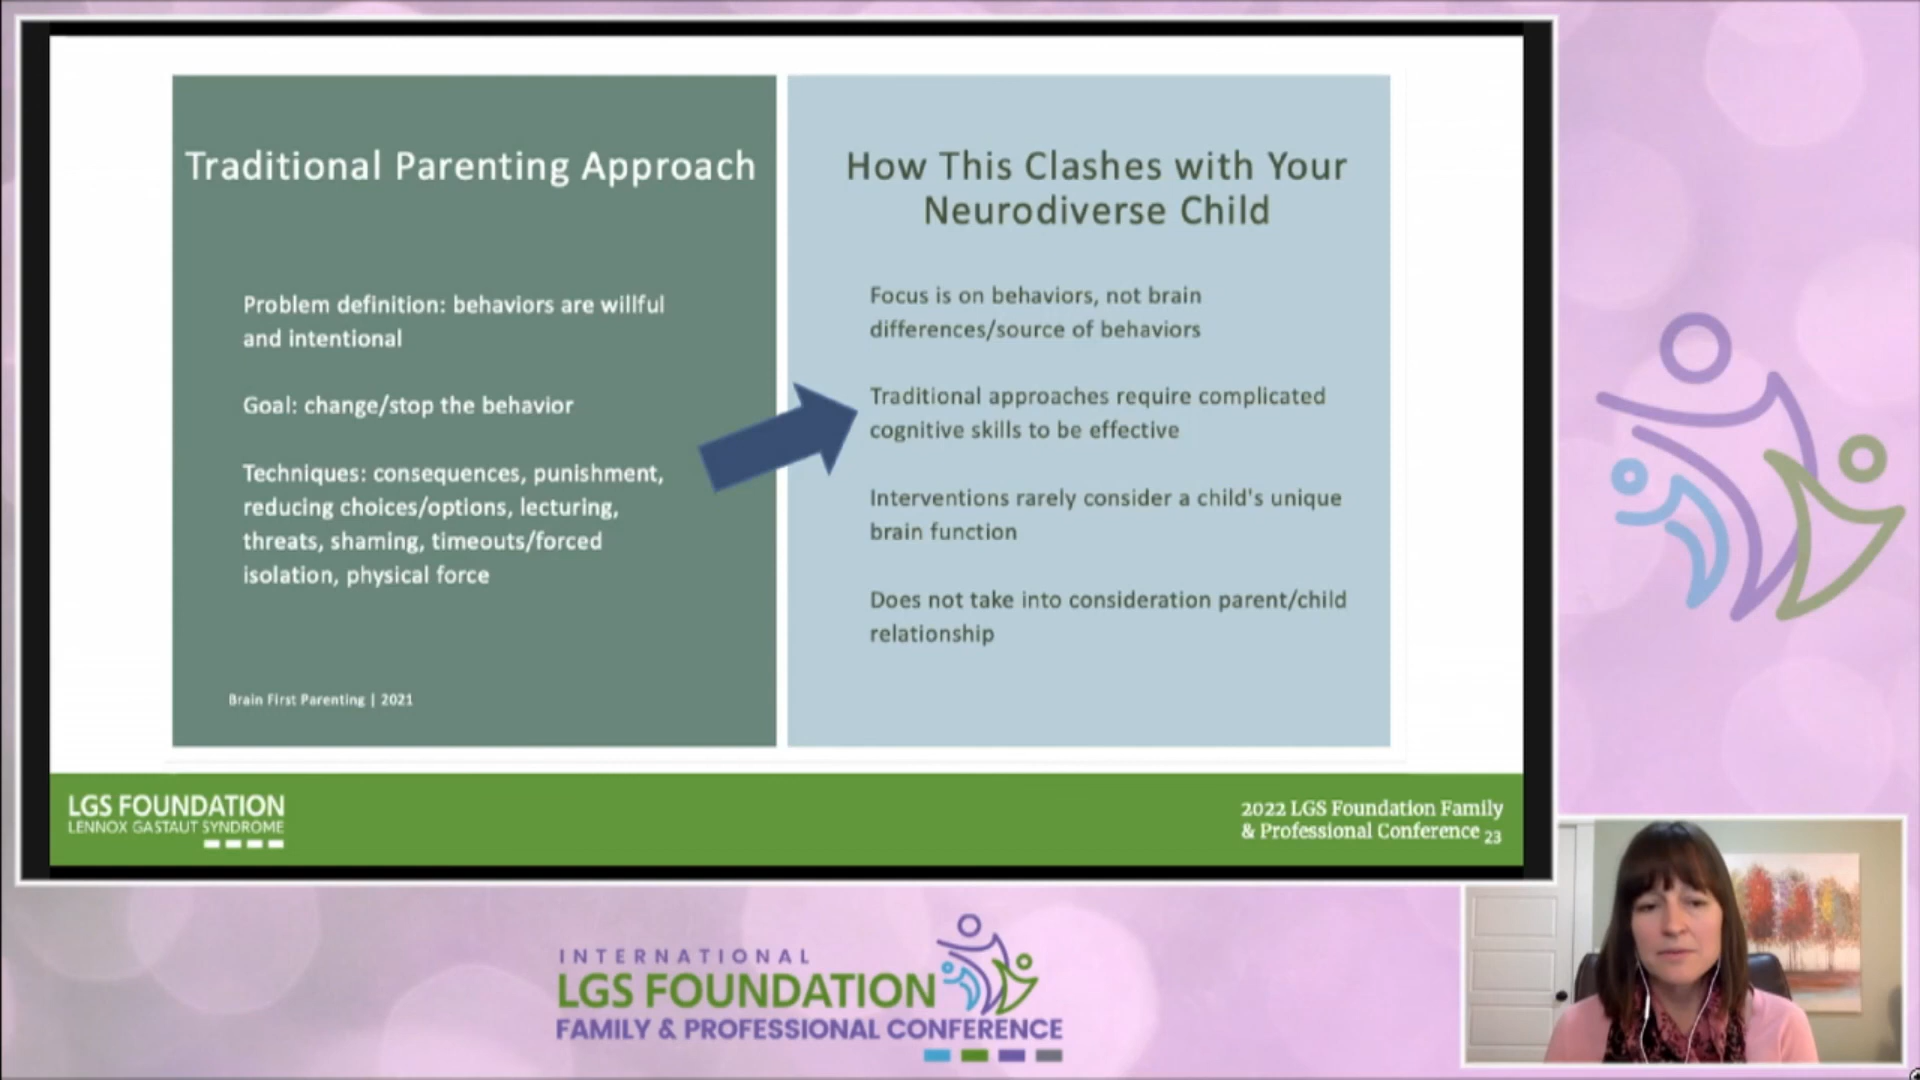 Traditional Parenting Approach
Problem definition: behaviors are willful
and intentional
Goal: change/stop the behavior
Techniques: consequences, punishment,
reducing choices/options, lecturing,
threats, shaming, timeouts/forced
isolation, physical force
Brain First Parenting | 2021
How This Clashes with Your
Neurodiverse Child
Focus is on behaviors, not brain
differences/source of behaviors
Traditional approaches require complicated
cognitive skills to be effective
Interventions rarely consider a child's unique
brain function
Does not take into consideration parent/child
relationship
LGS FOUNDATION
LENNOX GASTAUT SYNDROME
2022 LGS Foundation Family
& Professional Conference 23
INTERNATIONAL
LGS FOUNDATION
FAMILY & PROFESSIONAL CONFERENCE